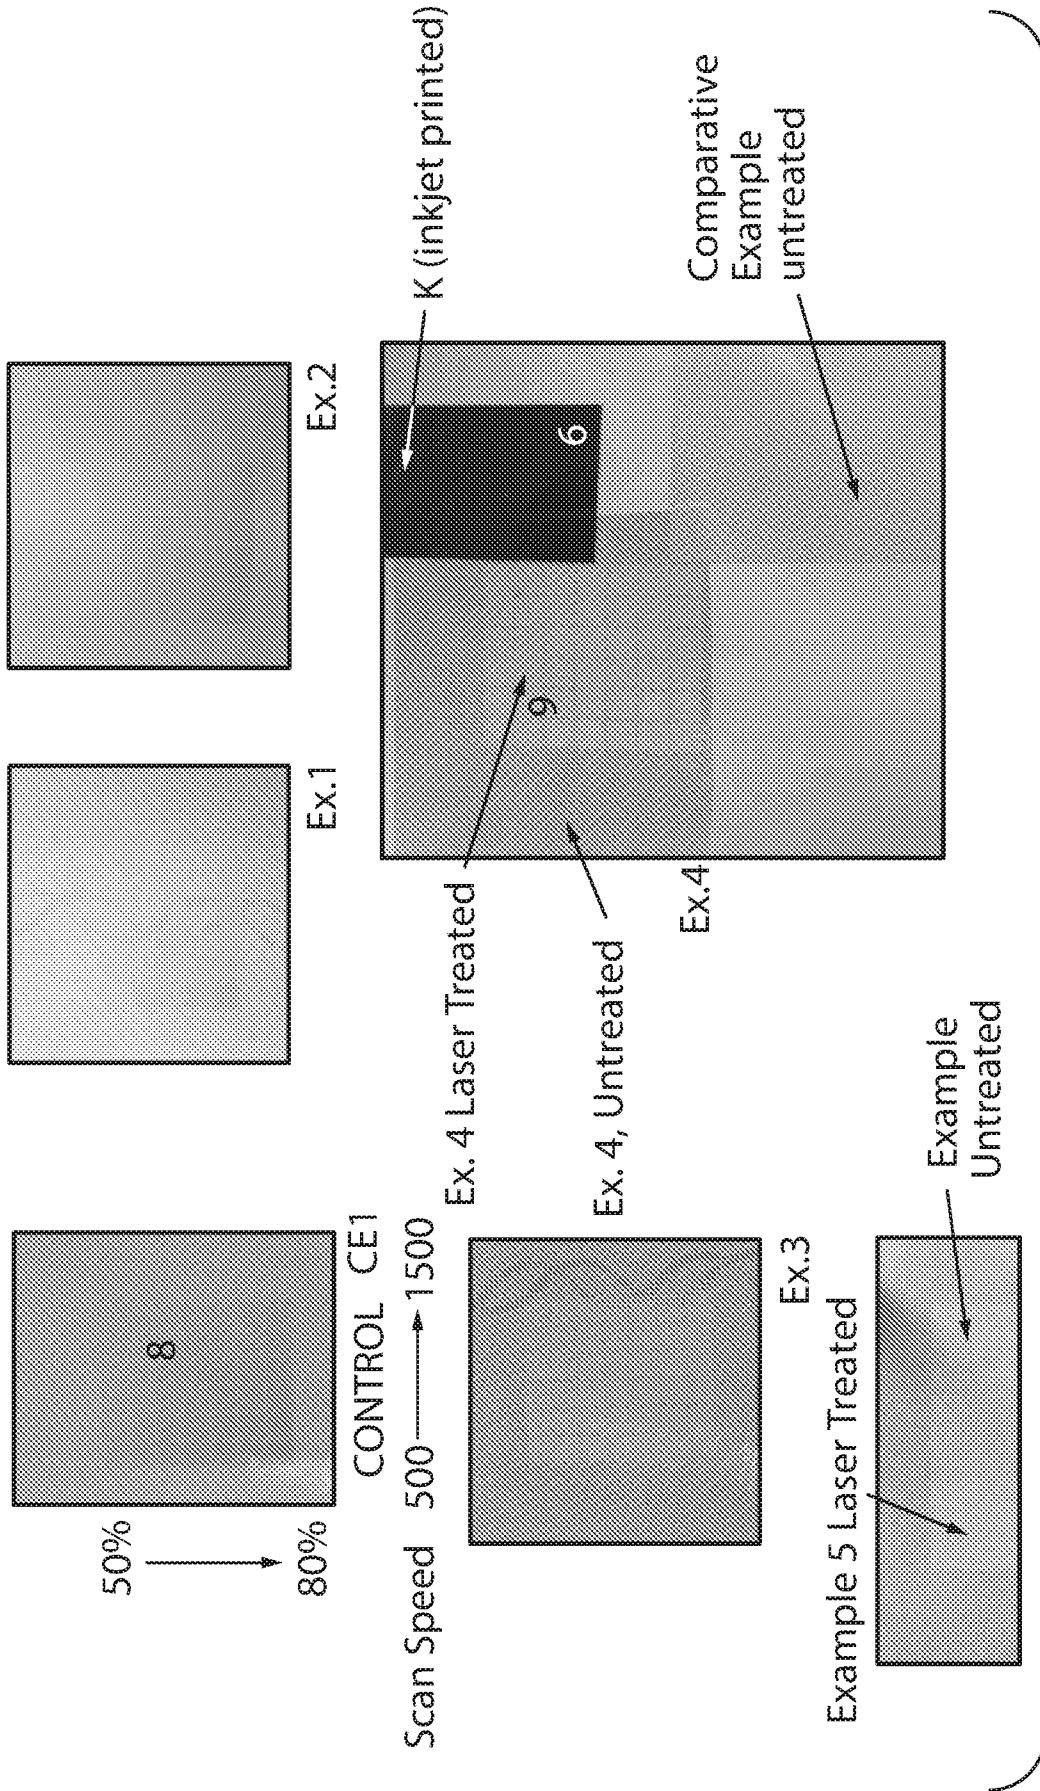 50%
80%
8
CONTROL CE1
Scan Speed 500 1500
Ex.1
Ex.2
Ex.3
Example 5 Laser Treated
Example
Untreated
Ex. 4 Laser Treated
Ex. 4, Untreated
Ex.4
9
6
K (inkjet printed)
Comparative
Example
untreated